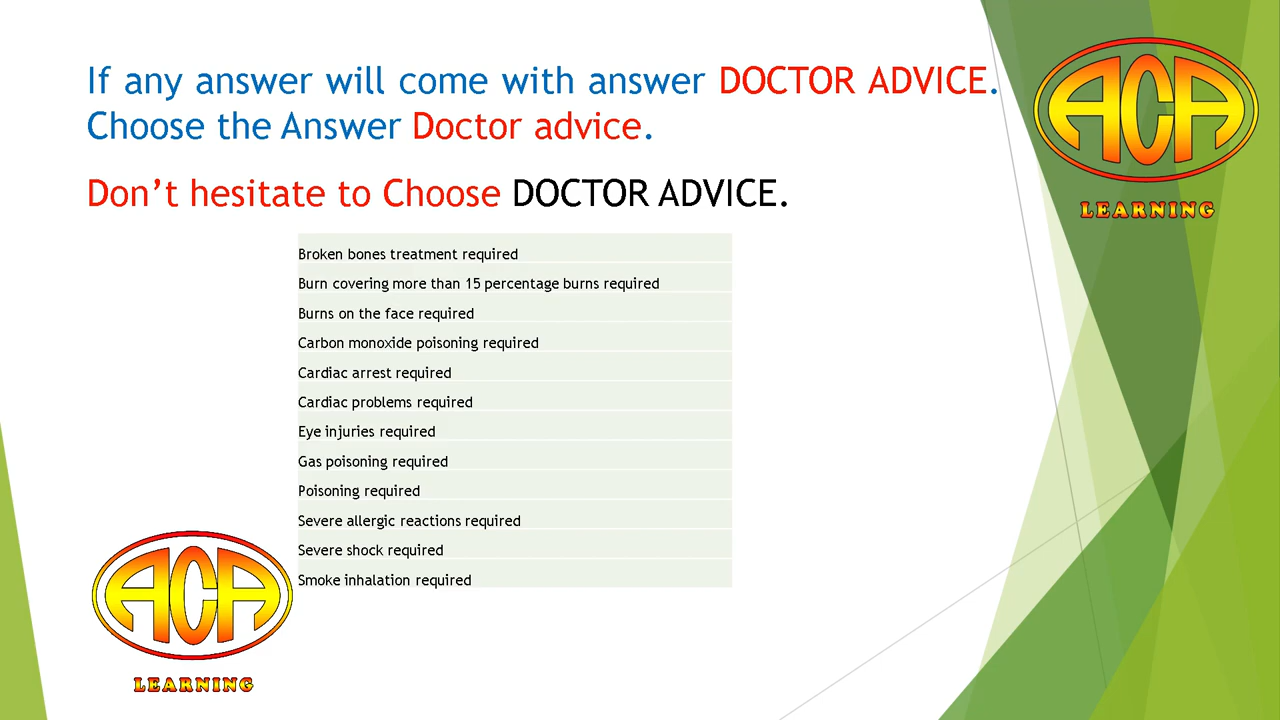 If any answer will come with answer DOCTOR ADVICE.
Choose the Answer Doctor advice.
Don't hesitate to Choose DOCTOR ADVICE.
ACA
LEARNING
Broken bones treatment required
Burn covering more than 15 percentage burns required
Burns on the face required
Carbon monoxide poisoning required
Cardiac arrest required
Cardiac problems required
Eye injuries required
Gas poisoning required
Poisoning required
Severe allergic reactions required
Severe shock required
Smoke inhalation required
ACA
LEARNING